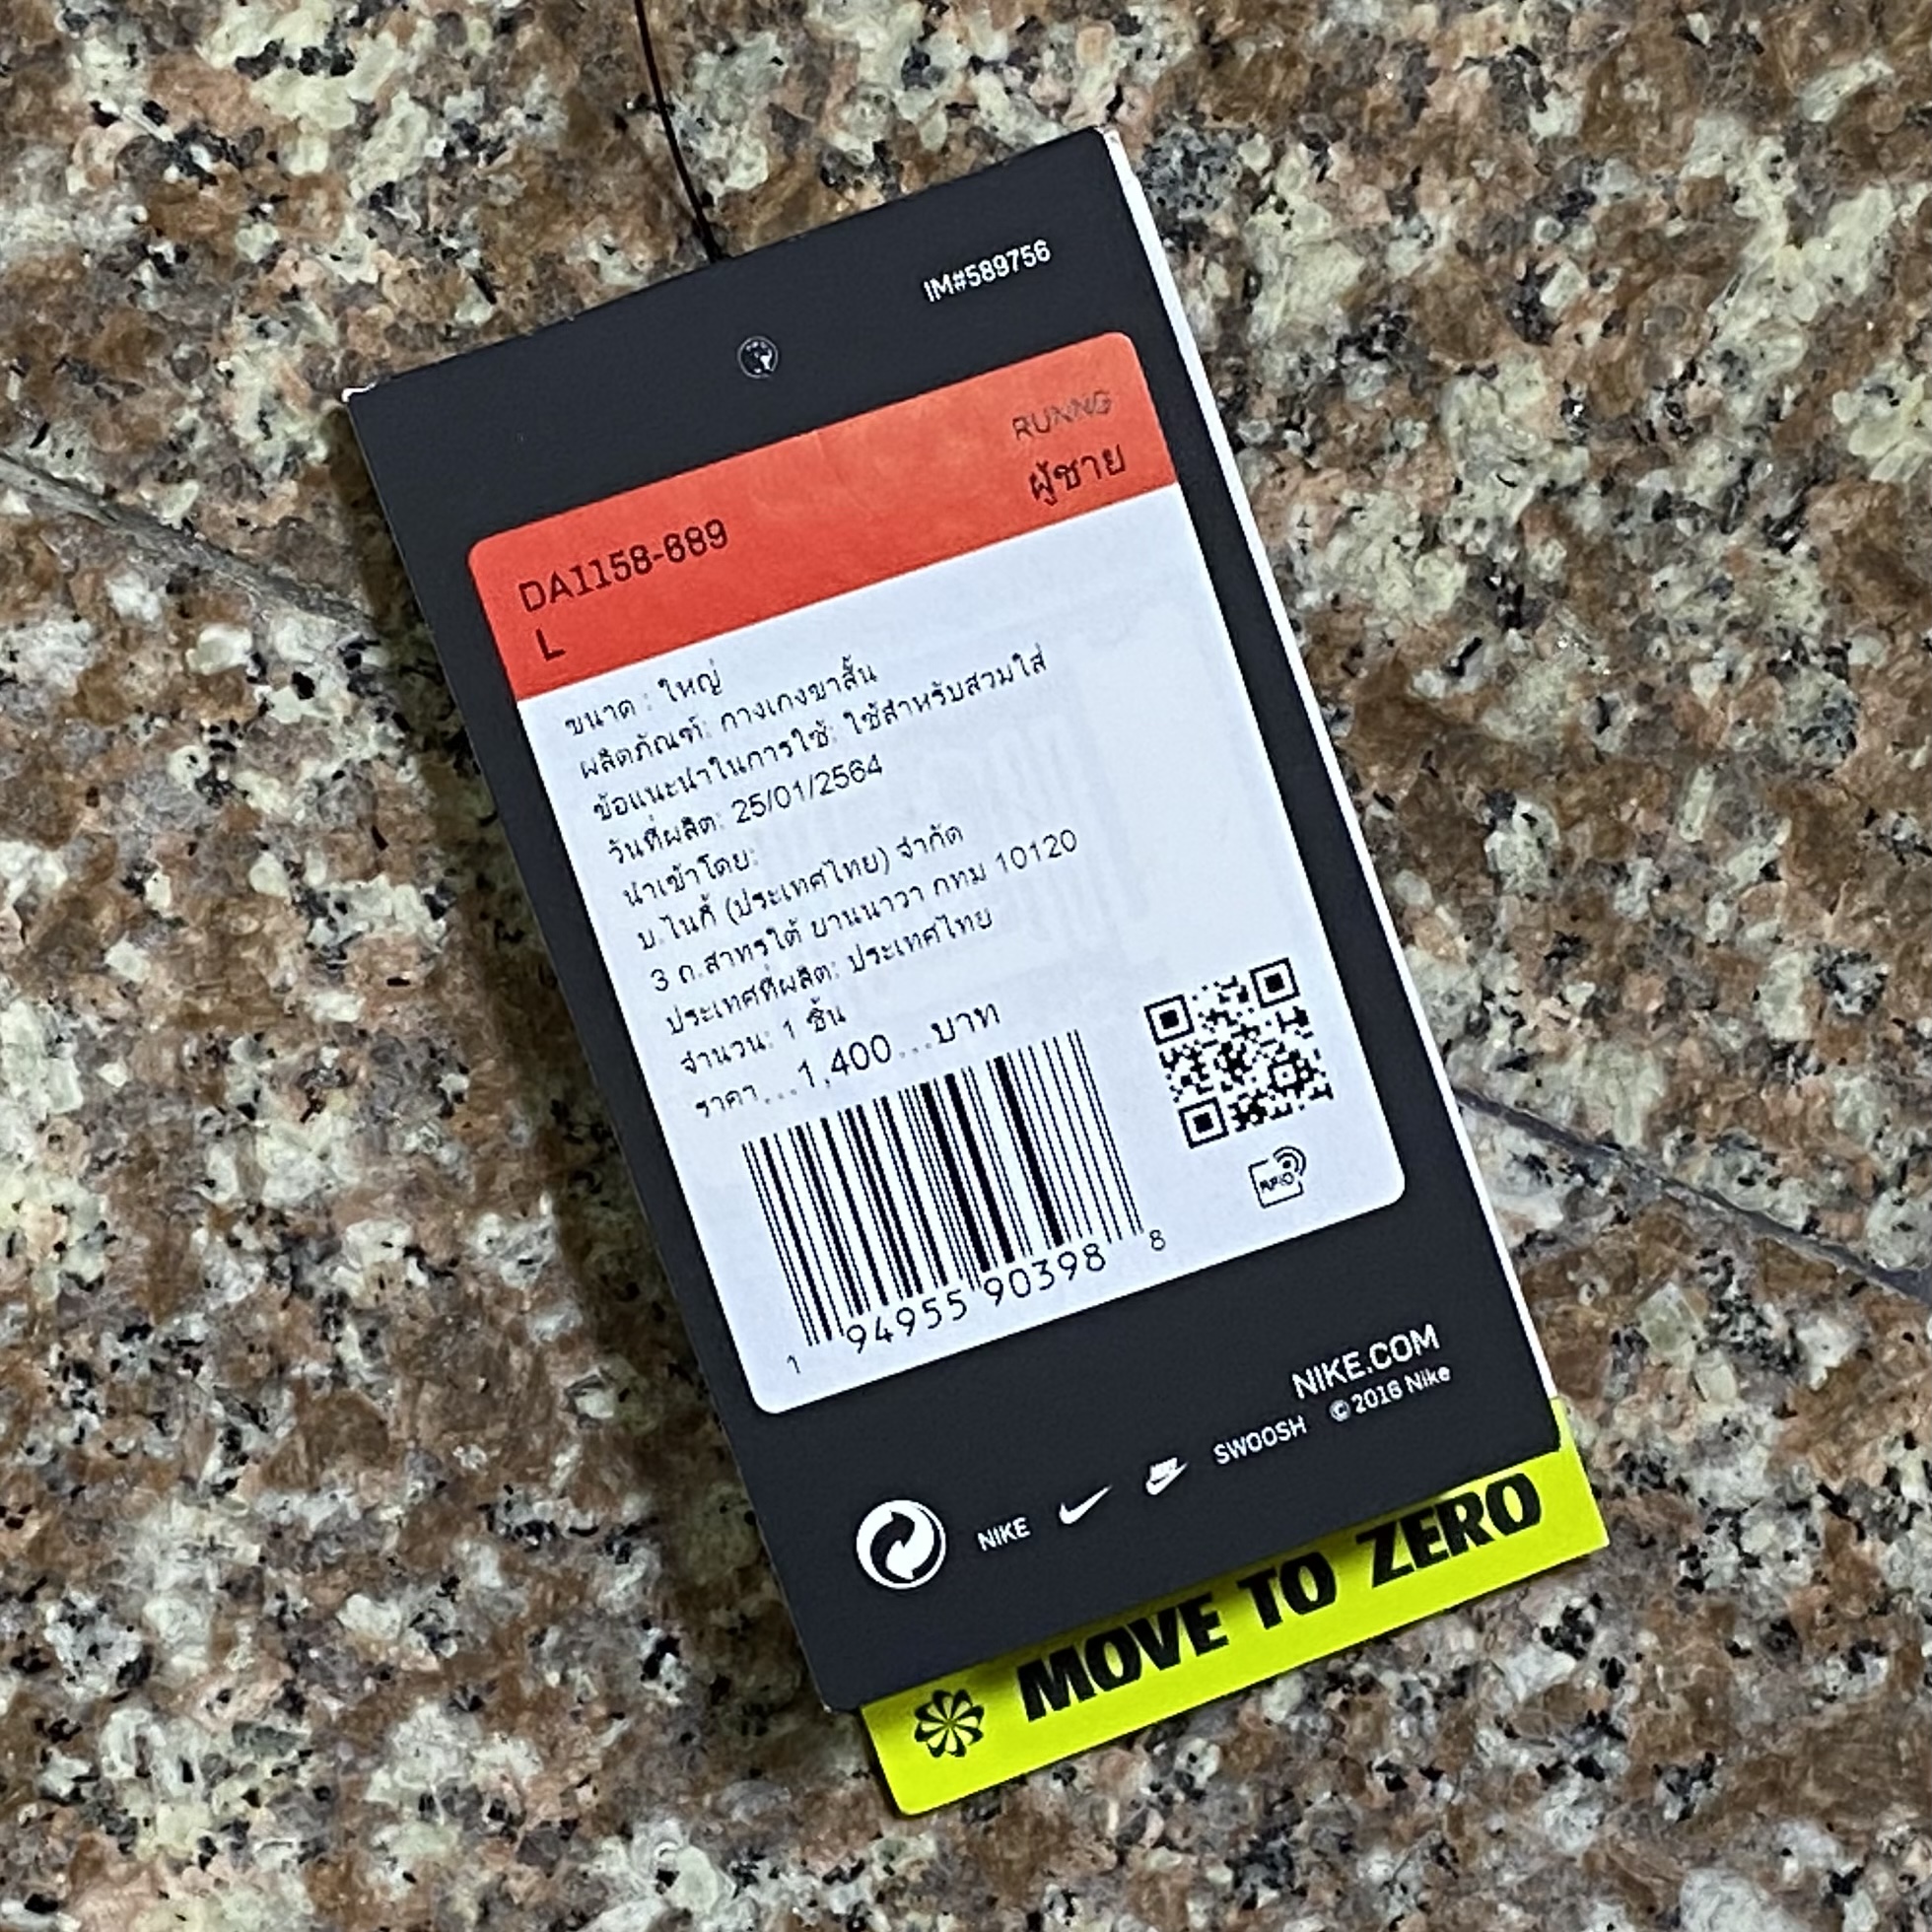 IM#589756
RUNNG
ผู้ชาย
DA1158-689
L
ขนาด : ใหญ่
ผลิตภัณฑ์: กางเกงขาสั้น
ข้อแนะนำในการใช้: ใช้สำหรับสวมใส่
วันที่ผลิต: 25/01/2564
นำเข้าโดย:
บ.ไนกี้ (ประเทศไทย) จำกัด
3 ถ.สาทรใต้ ยานนาวา กทม 10120
ประเทศที่ผลิต: ประเทศไทย
จำนวน: 1 ชิ้น
ราคา...1,400...บาท
1 94955 90398 8
RFID
NIKE.COM
© 2016 Nike
NIKE SWOOSH
MOVE TO ZERO